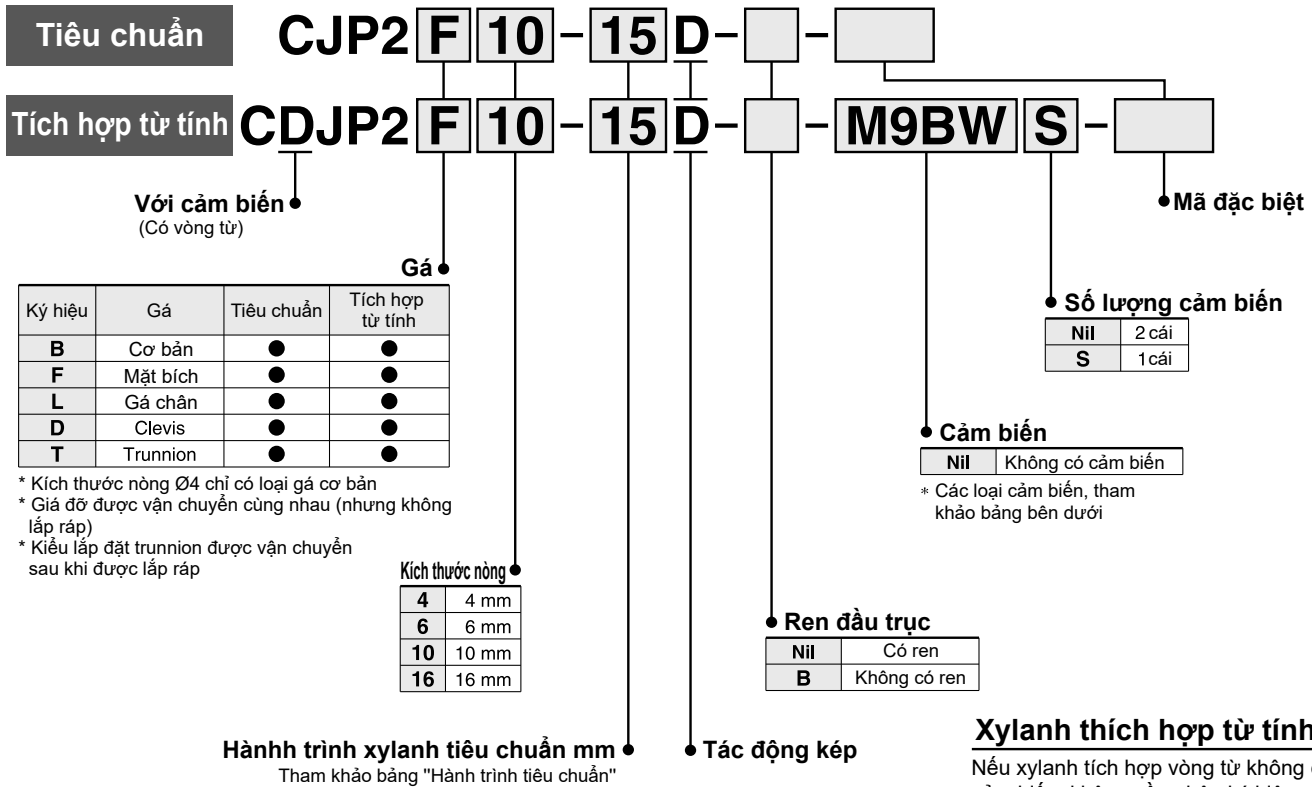 Tiêu chuẩn CJP2 F 10 - 15 D - -
Tích hợp từ tính CDJP2 F 10 - 15 D - - M9BW S -
Với cảm biến
(Có vòng từ)
Mã đặc biệt
Gá
Ký hiệu Gá Tiêu chuẩn Tích hợp từ tính
B Cơ bản ● ●
F Mặt bích ● ●
L Gá chân ● ●
D Clevis ● ●
T Trunnion ● ●
* Kích thước nòng Ø4 chỉ có loại gá cơ bản
* Giá đỡ được vận chuyển cùng nhau (nhưng không
lắp ráp)
* Kiểu lắp đặt trunnion được vận chuyển
sau khi được lắp ráp
Số lượng cảm biến
Nil 2 cái
S 1cái
Cảm biến
Nil Không có cảm biến
* Các loại cảm biến, tham
khảo bảng bên dưới
Kích thước nòng
4 4 mm
6 6 mm
10 10 mm
16 16 mm
Ren đầu trục
Nil Có ren
B Không có ren
Hànhh trình xylanh tiêu chuẩn mm
Tham khảo bảng "Hành trình tiêu chuẩn"
Tác động kép
Xylanh thích hợp từ tính
Nếu xylanh tích hợp vòng từ không